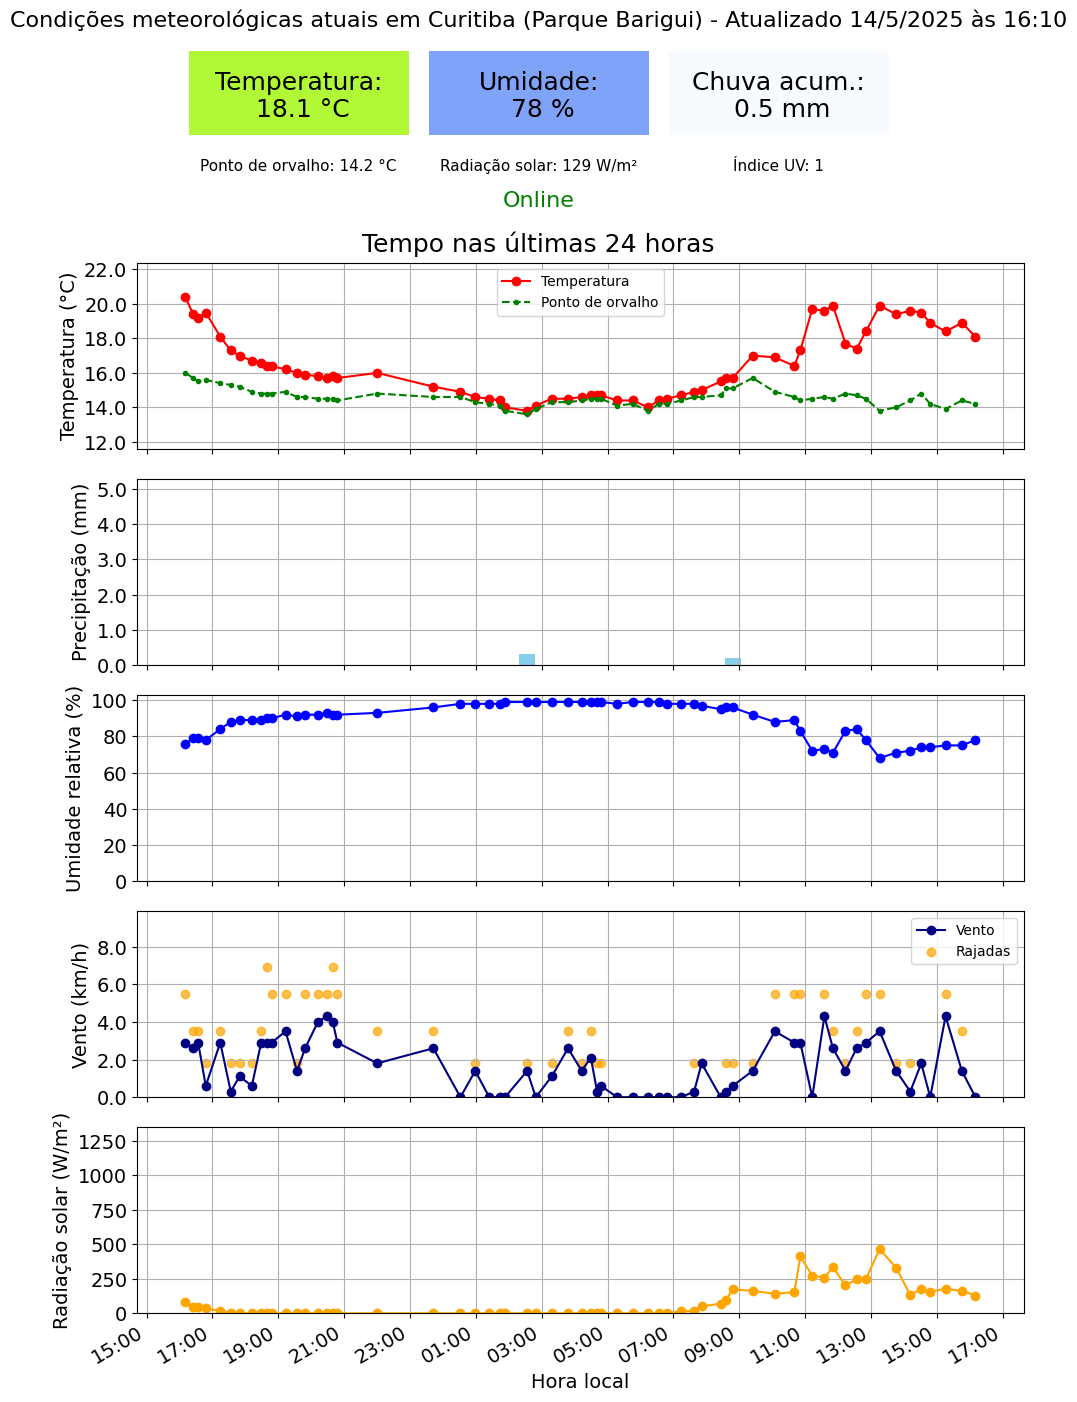 Condições meteorológicas atuais em Curitiba (Parque Barigui) - Atualizado 14/5/2025 às 16:10
Temperatura:
18.1 °C
Umidade:
78 %
Chuva acum.:
0.5 mm
Ponto de orvalho: 14.2 °C
Radiação solar: 129 W/m²
Índice UV: 1
Online
Tempo nas últimas 24 horas
Temperatura (°C)
22.0
20.0
18.0
16.0
14.0
12.0
Temperatura
Ponto de orvalho
Precipitação (mm)
5.0
4.0
3.0
2.0
1.0
0.0
Umidade relativa (%)
100
80
60
40
20
0
Vento (km/h)
8.0
6.0
4.0
2.0
0.0
Vento
Rajadas
Radiação solar (W/m²)
1250
1000
750
500
250
0
15:00
17:00
19:00
21:00
23:00
01:00
03:00
05:00
07:00
09:00
11:00
13:00
15:00
17:00
Hora local